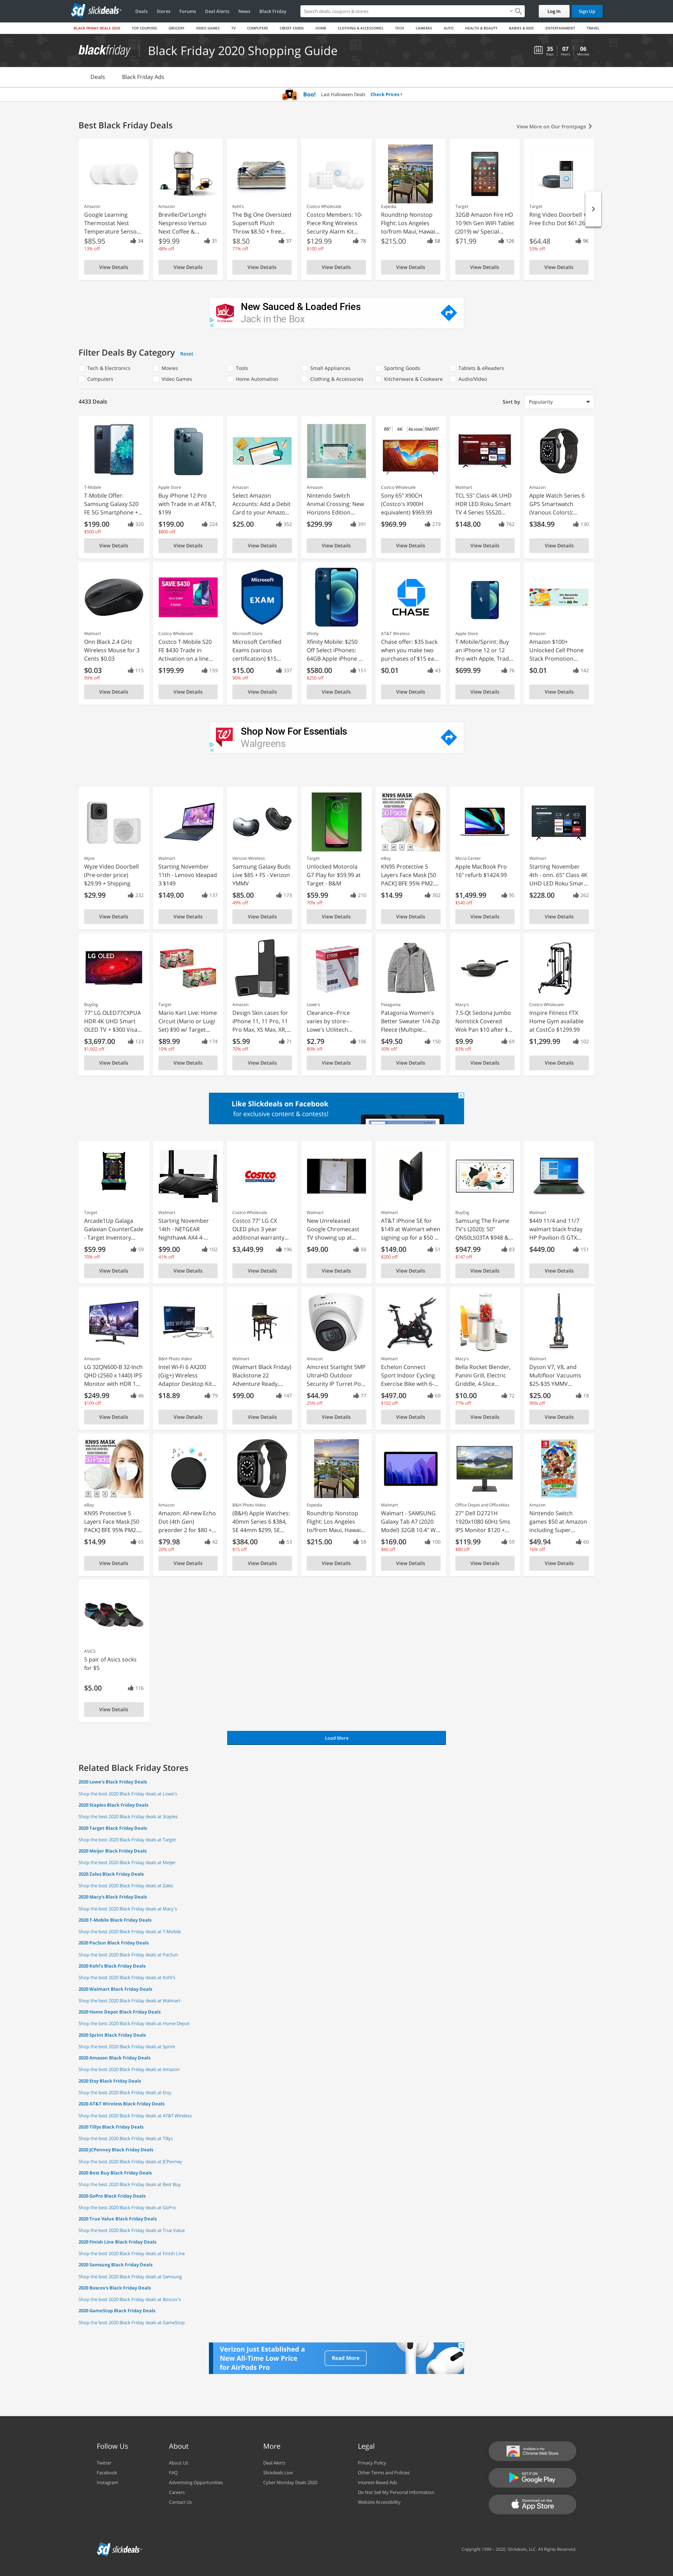 slickdeals
Deals Stores Forums Deal Alerts News Black Friday
Search deals, coupons & stores
Log In
Sign Up
BLACK FRIDAY DEALS 2020 TOP COUPONS GROCERY VIDEO GAMES TV COMPUTERS CREDIT CARDS HOME CLOTHING & ACCESSORIES TECH CAMERAS AUTO HEALTH & BEAUTY BABIES & KIDS ENTERTAINMENT TRAVEL
blackfriday
Black Friday 2020 Shopping Guide
35 07 06
Days Hours Minutes
Deals Black Friday Ads
Boo! Last Halloween Deals Check Prices
Best Black Friday Deals
View More on Our Frontpage
Amazon
Google Learning Thermostat Nest Temperature Senso...
$85.95 34
13% off
View Details
Amazon
Breville/De'Longhi Nespresso Vertuo Next Coffee &...
$99.99 31
48% off
View Details
Kohl's
The Big One Oversized Supersoft Plush Throw $8.50 + free...
$8.50 37
71% off
View Details
Costco Wholesale
Costco Members: 10-Piece Ring Wireless Security Alarm Kit...
$129.99 78
$100 off
View Details
Expedia
Roundtrip Nonstop Flight: Los Angeles to/from Maui, Hawai...
$215.00 58
View Details
Target
32GB Amazon Fire HD 10 9th Gen WiFi Tablet (2019) w/ Special...
$71.99 126
View Details
Target
Ring Video Doorbell + Free Echo Dot $61.26
$64.48 96
53% off
View Details
New Sauced & Loaded Fries
Jack in the Box
Filter Deals By Category Reset
Tech & Electronics Movies Tools Small Appliances Sporting Goods Tablets & eReaders
Computers Video Games Home Automation Clothing & Accessories Kitchenware & Cookware Audio/Video
4433 Deals
Sort by Popularity
T-Mobile
T-Mobile Offer: Samsung Galaxy S20 FE 5G Smartphone +...
$199.00 320
$500 off
View Details
Apple Store
Buy iPhone 12 Pro with Trade in at AT&T, $199
$199.00 224
$800 off
View Details
Amazon
Select Amazon Accounts: Add a Debit Card to your Amazo...
$25.00 352
View Details
Amazon
Nintendo Switch Animal Crossing: New Horizons Edition...
$299.99 391
View Details
65" 4K SMART
Costco Wholesale
Sony 65" X90CH (Costco's X900H equivalent) $969.99
$969.99 279
View Details
Walmart
TCL 55" Class 4K UHD HDR LED Roku Smart TV 4 Series 55S20...
$148.00 762
View Details
Amazon
Apple Watch Series 6 GPS Smartwatch (Various Colors):...
$384.99 130
View Details
Walmart
Onn Black 2.4 GHz Wireless Mouse for 3 Cents $0.03
$0.03 115
99% off
View Details
SAVE $430
Costco Wholesale
Costco T-Mobile S20 FE $430 Trade in Activation on a line...
$199.99 159
View Details
Microsoft
EXAM
Microsoft Store
Microsoft Certified Exams (various certification) $15...
$15.00 337
90% off
View Details
Xfinity
Xfinity Mobile: $250 Off Select iPhones: 64GB Apple iPhone ...
$580.00 151
$250 off
View Details
CHASE
AT&T Wireless
Chase offer: $35 back when you make two purchases of $15 ea...
$0.01 43
View Details
Apple Store
T-Mobile/Sprint: Buy an iPhone 12 or 12 Pro with Apple, Trad...
$699.99 76
View Details
Amazon
Amazon $100+ Unlocked Cell Phone Stack Promotion...
$0.01 142
View Details
Shop Now For Essentials
Walgreens
Wyze
Wyze Video Doorbell (Pre-order price) $29.99 + Shipping
$29.99 232
View Details
Walmart
Starting November 11th - Lenovo Ideapad 3 $149
$149.00 137
View Details
Verizon Wireless
Samsung Galaxy Buds Live $85 + FS - Verizon YMMV
$85.00 173
49% off
View Details
Target
Unlocked Motorola G7 Play for $59.99 at Target - B&M
$59.99 210
70% off
View Details
KN95 MASK
eBay
KN95 Protective 5 Layers Face Mask [50 PACK] BFE 95% PM2....
$14.99 302
View Details
Micro Center
Apple MacBook Pro 16" refurb $1424.99
$1,499.99 95
$540 off
View Details
Walmart
Starting November 4th - onn. 65" Class 4K UHD LED Roku Smar...
$228.00 262
View Details
LG OLED
BuyDig
77" LG OLED77CXPUA HDR 4K UHD Smart OLED TV + $300 Visa...
$3,697.00 123
$1,602 off
View Details
Target
Mario Kart Live: Home Circuit (Mario or Luigi Set) $90 w/ Target...
$89.99 174
10% off
View Details
Amazon
Design Skin cases for iPhone 11, 11 Pro, 11 Pro Max, XS Max, XR,...
$5.99 71
70% off
View Details
Lowe's
Clearance--Price varies by store--Lowe's Utilitech...
$2.79 196
80% off
View Details
Patagonia
Patagonia Women's Better Sweater 1/4-Zip Fleece (Multiple...
$49.50 150
50% off
View Details
Macy's
7.5-Qt Sedona Jumbo Nonstick Covered Wok Pan $10 after $...
$9.99 69
83% off
View Details
Costco Wholesale
Inspire Fitness FTX Home Gym available at CostCo $1299.99
$1,299.99 102
View Details
Like Slickdeals on Facebook
for exclusive content & contests!
Target
Arcade1Up Galaga Galaxian CounterCade - Target Inventory...
$59.99 59
70% off
View Details
Walmart
Starting November 14th - NETGEAR Nighthawk AX4 4-...
$99.00 102
41% off
View Details
COSTCO
Costco Wholesale
Costco 77" LG CX OLED plus 3 year additional warranty...
$3,449.99 196
View Details
Walmart
New Unreleased Google Chromecast TV showing up at...
$49.00 50
View Details
Walmart
AT&T iPhone SE for $149 at Walmart when signing up for a $50 ...
$149.00 51
$200 off
View Details
BuyDig
Samsung The Frame TV's (2020): 50" QN50LS03TA $948 &...
$947.99 83
$147 off
View Details
Walmart
$449 11/4 and 11/7 walmart black friday HP Pavilion i5 GTX...
$449.00 151
View Details
Amazon
LG 32QN600-B 32-Inch QHD (2560 x 1440) IPS Monitor with HDR 1...
$249.99 46
$100 off
View Details
B&H Photo Video
Intel Wi-Fi 6 AX200 (Gig+) Wireless Adaptor Desktop Kit...
$18.89 79
View Details
Walmart
(Walmart Black Friday) Blackstone 22 Adventure Ready,...
$99.00 147
View Details
AMCREST
Amazon
Amcrest Starlight 5MP UltraHD Outdoor Security IP Turret Po...
$44.99 77
25% off
View Details
Walmart
Echelon Connect Sport Indoor Cycling Exercise Bike with 6-...
$497.00 69
$102 off
View Details
Macy's
Bella Rocket Blender, Panini Grill, Electric Griddle, 4-Slice...
$10.00 72
77% off
View Details
Walmart
Dyson V7, V8, and Multifloor Vacuums $25-$35 YMMV...
$25.00 18
90% off
View Details
KN95 MASK
eBay
KN95 Protective 5 Layers Face Mask [50 PACK] BFE 95% PM2....
$14.99 65
View Details
Amazon
Amazon: All-new Echo Dot (4th Gen) preorder 2 for $80 +...
$79.98 42
20% off
View Details
B&H Photo Video
(B&H) Apple Watches: 40mm Series 6 $384, SE 44mm $299, SE...
$384.00 53
$15 off
View Details
Expedia
Roundtrip Nonstop Flight: Los Angeles to/from Maui, Hawai...
$215.00 58
View Details
Walmart
Walmart - SAMSUNG Galaxy Tab A7 (2020 Model) 32GB 10.4" W...
$169.00 100
$60 off
View Details
Office Depot and OfficeMax
27" Dell D2721H 1920x1080 60Hz 5ms IPS Monitor $120 +...
$119.99 59
$80 off
View Details
Amazon
Nintendo Switch games $50 at Amazon including Super...
$49.94 60
16% off
View Details
ASICS
5 pair of Asics socks for $5
$5.00 116
View Details
Load More
Related Black Friday Stores
2020 Lowe's Black Friday Deals
Shop the best 2020 Black Friday deals at Lowe's
2020 Staples Black Friday Deals
Shop the best 2020 Black Friday deals at Staples
2020 Target Black Friday Deals
Shop the best 2020 Black Friday deals at Target
2020 Meijer Black Friday Deals
Shop the best 2020 Black Friday deals at Meijer
2020 Zales Black Friday Deals
Shop the best 2020 Black Friday deals at Zales
2020 Macy's Black Friday Deals
Shop the best 2020 Black Friday deals at Macy's
2020 T-Mobile Black Friday Deals
Shop the best 2020 Black Friday deals at T-Mobile
2020 PacSun Black Friday Deals
Shop the best 2020 Black Friday deals at PacSun
2020 Kohl's Black Friday Deals
Shop the best 2020 Black Friday deals at Kohl's
2020 Walmart Black Friday Deals
Shop the best 2020 Black Friday deals at Walmart
2020 Home Depot Black Friday Deals
Shop the best 2020 Black Friday deals at Home Depot
2020 Sprint Black Friday Deals
Shop the best 2020 Black Friday deals at Sprint
2020 Amazon Black Friday Deals
Shop the best 2020 Black Friday deals at Amazon
2020 Etsy Black Friday Deals
Shop the best 2020 Black Friday deals at Etsy
2020 AT&T Wireless Black Friday Deals
Shop the best 2020 Black Friday deals at AT&T Wireless
2020 Tillys Black Friday Deals
Shop the best 2020 Black Friday deals at Tillys
2020 JCPenney Black Friday Deals
Shop the best 2020 Black Friday deals at JCPenney
2020 Best Buy Black Friday Deals
Shop the best 2020 Black Friday deals at Best Buy
2020 GoPro Black Friday Deals
Shop the best 2020 Black Friday deals at GoPro
2020 True Value Black Friday Deals
Shop the best 2020 Black Friday deals at True Value
2020 Finish Line Black Friday Deals
Shop the best 2020 Black Friday deals at Finish Line
2020 Samsung Black Friday Deals
Shop the best 2020 Black Friday deals at Samsung
2020 Boscov's Black Friday Deals
Shop the best 2020 Black Friday deals at Boscov's
2020 GameStop Black Friday Deals
Shop the best 2020 Black Friday deals at GameStop
Verizon Just Established a
New All-Time Low Price
for AirPods Pro
Read More
Follow Us
Twitter
Facebook
Instagram
About
About Us
FAQ
Advertising Opportunities
Careers
Contact Us
More
Deal Alerts
Slickdeals Live
Cyber Monday Deals 2020
Legal
Privacy Policy
Other Terms and Policies
Interest-Based Ads
Do Not Sell My Personal Information
Website Accessibility
Available in the
Chrome Web Store
GET IT ON
Google Play
Download on the
App Store
slickdeals
Copyright 1999 - 2020. Slickdeals, LLC. All Rights Reserved.